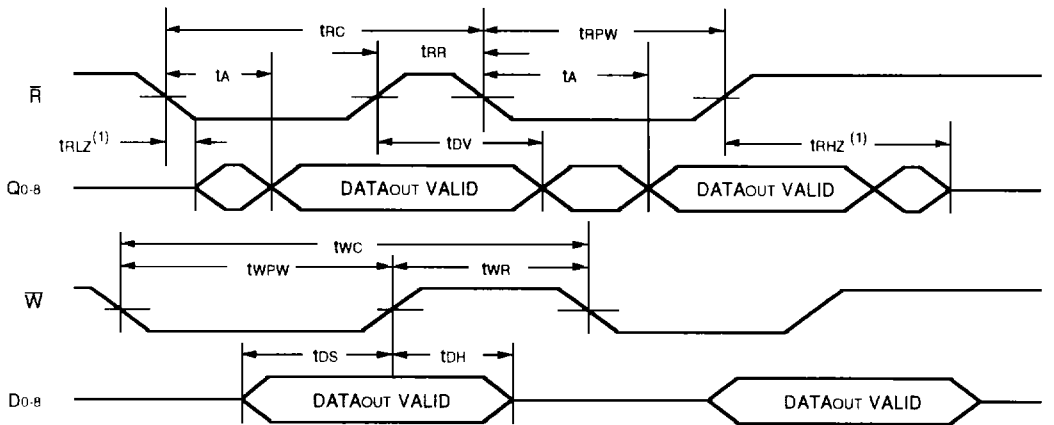 tRC
tRPW
tRR
tA
tA
R̅
tRLZ(1)
tDV
tRHZ (1)
Q0-8
DATAOUT VALID
DATAOUT VALID
tWC
tWPW
tWR
W̅
tDS
tDH
D0-8
DATAOUT VALID
DATAOUT VALID